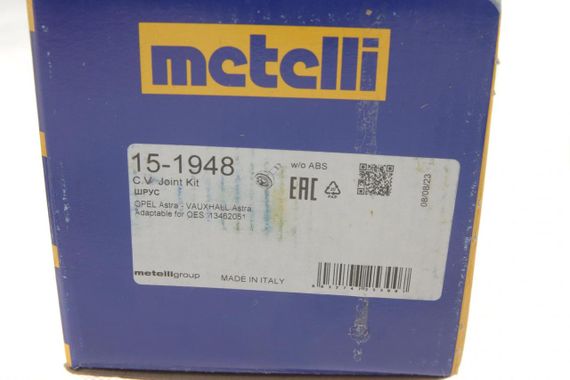 metelli
15-1948
w/o ABS
C.V. Joint Kit
ШРУС
EAC
OPEL Astra - VAUXHALL Astra
Adaptable for OES: 13462051
08/08/23
metelligroup
MADE IN ITALY